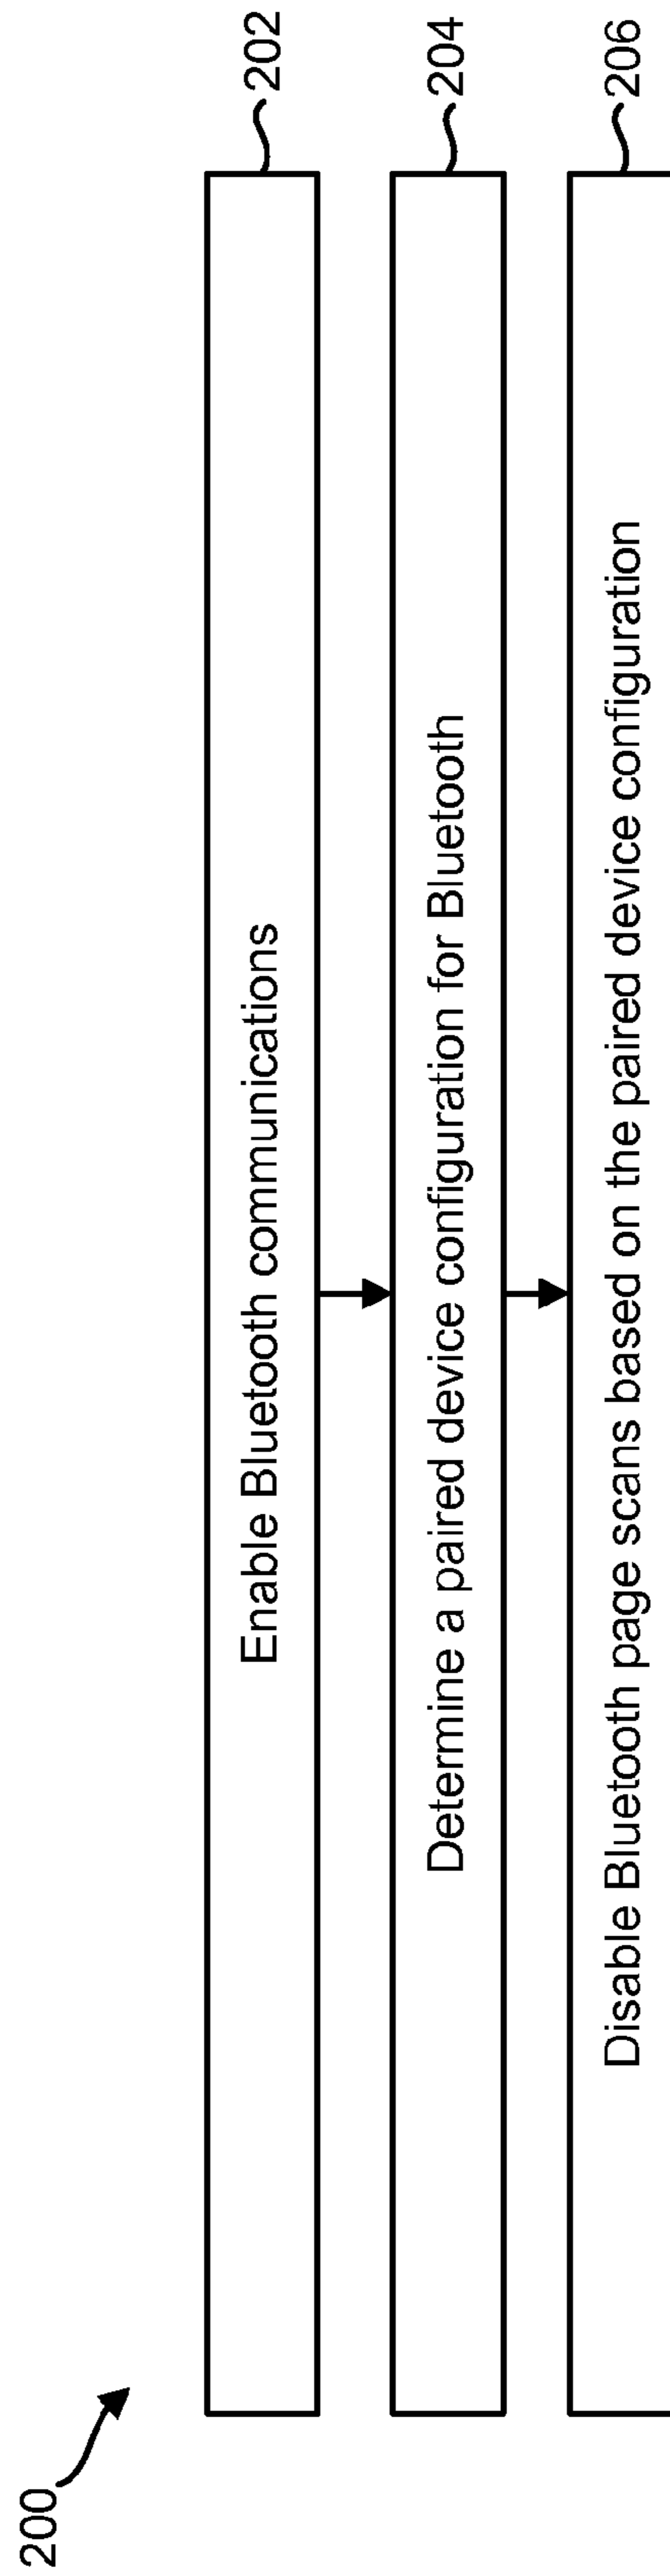 200
Enable Bluetooth communications
202
Determine a paired device configuration for Bluetooth
204
Disable Bluetooth page scans based on the paired device configuration
206